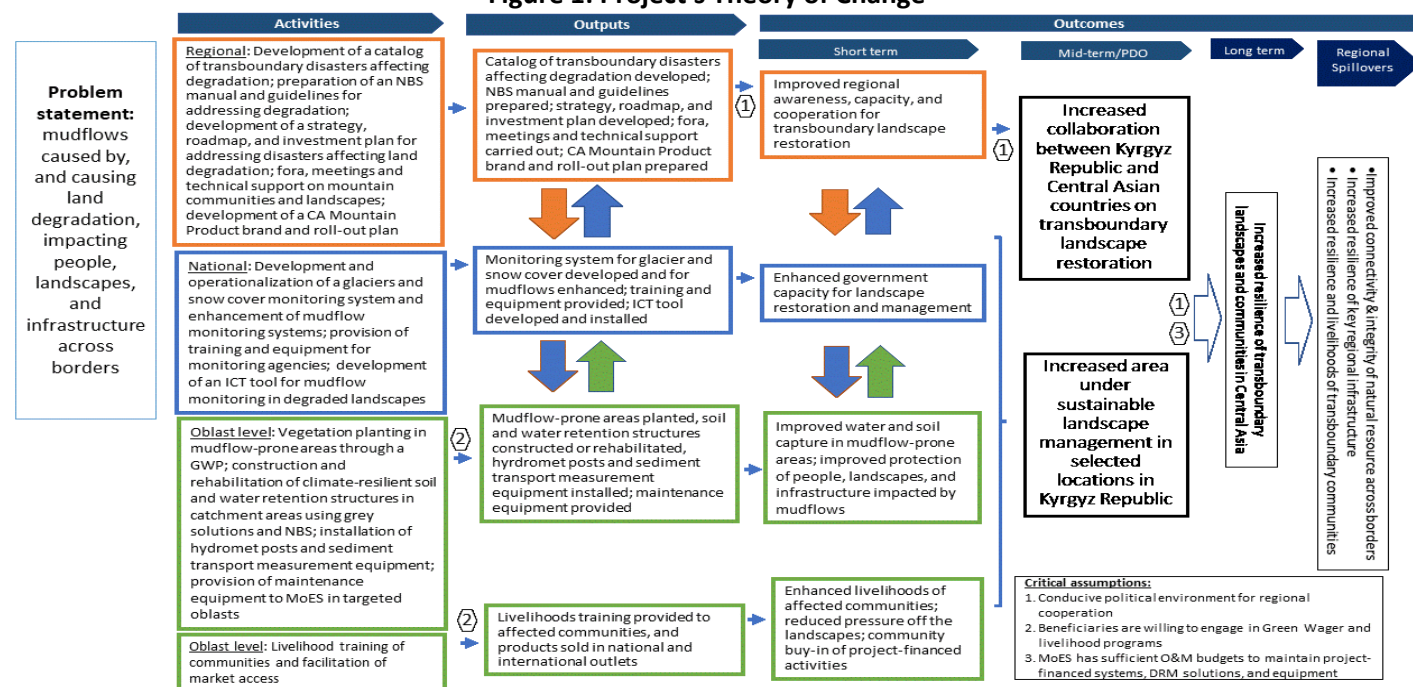 Figure 1: Project's Theory of Change
Activities
Outputs
Outcomes
Short term
Mid-term/PDO
Long term
Regional
Spillovers
Problem
statement:
mudflows
caused by,
and causing
land
degradation,
impacting
people,
landscapes,
and
infrastructure
across
borders
Regional: Development of a catalog
of transboundary disasters affecting
degradation; preparation of an NBS
manual and guidelines for
addressing degradation;
development of a strategy,
roadmap, and investment plan for
addressing disasters affecting land
degradation; fora, meetings and
technical support on mountain
communities and landscapes;
development of a CA Mountain
Product brand and roll-out plan
Catalog of transboundary disasters
affecting degradation developed;
NBS manual and guidelines
prepared; strategy, roadmap, and
investment plan developed; fora,
meetings and technical support
carried out; CA Mountain Product
brand and roll-out plan prepared
1
Improved regional
awareness, capacity, and
cooperation for
transboundary landscape
restoration
1
Increased
collaboration
between Kyrgyz
Republic and
Central Asian
countries on
transboundary
landscape
restoration
National: Development and
operationalization of a glaciers and
snow cover monitoring system and
enhancement of mudflow
monitoring systems; provision of
training and equipment for
monitoring agencies; development
of an ICT tool for mudflow
monitoring in degraded landscapes
Monitoring system for glacier and
snow cover developed and for
mudflows enhanced; training and
equipment provided; ICT tool
developed and installed
Enhanced government
capacity for landscape
restoration and management
1
3
Increased resilience of transboundary
landscapes and communities in Central Asia
•Improved connectivity & integrity of natural resource across borders
•Increased resilience of key regional infrastructure
•Increased resilience and livelihoods of transboundary communities
Oblast level: Vegetation planting in
mudflow-prone areas through a
GWP; construction and
rehabilitation of climate-resilient soil
and water retention structures in
catchment areas using grey
solutions and NBS; installation of
hydromet posts and sediment
transport measurement equipment;
provision of maintenance
equipment to MoES in targeted
oblasts
2
Mudflow-prone areas planted, soil
and water retention structures
constructed or rehabilitated,
hyrdromet posts and sediment
transport measurement
equipment installed; maintenance
equipment provided
Improved water and soil
capture in mudflow-prone
areas; improved protection
of people, landscapes, and
infrastructure impacted by
mudflows
Increased area
under
sustainable
landscape
management in
selected
locations in
Kyrgyz Republic
Oblast level: Livelihood training of
communities and facilitation of
market access
2
Livelihoods training provided to
affected communities, and
products sold in national and
international outlets
Enhanced livelihoods of
affected communities;
reduced pressure off the
landscapes; community
buy-in of project-financed
activities
Critical assumptions:
1. Conducive political environment for regional
cooperation
2. Beneficiaries are willing to engage in Green Wager and
livelihood programs
3. MoES has sufficient O&M budgets to maintain project-
financed systems, DRM solutions, and equipment